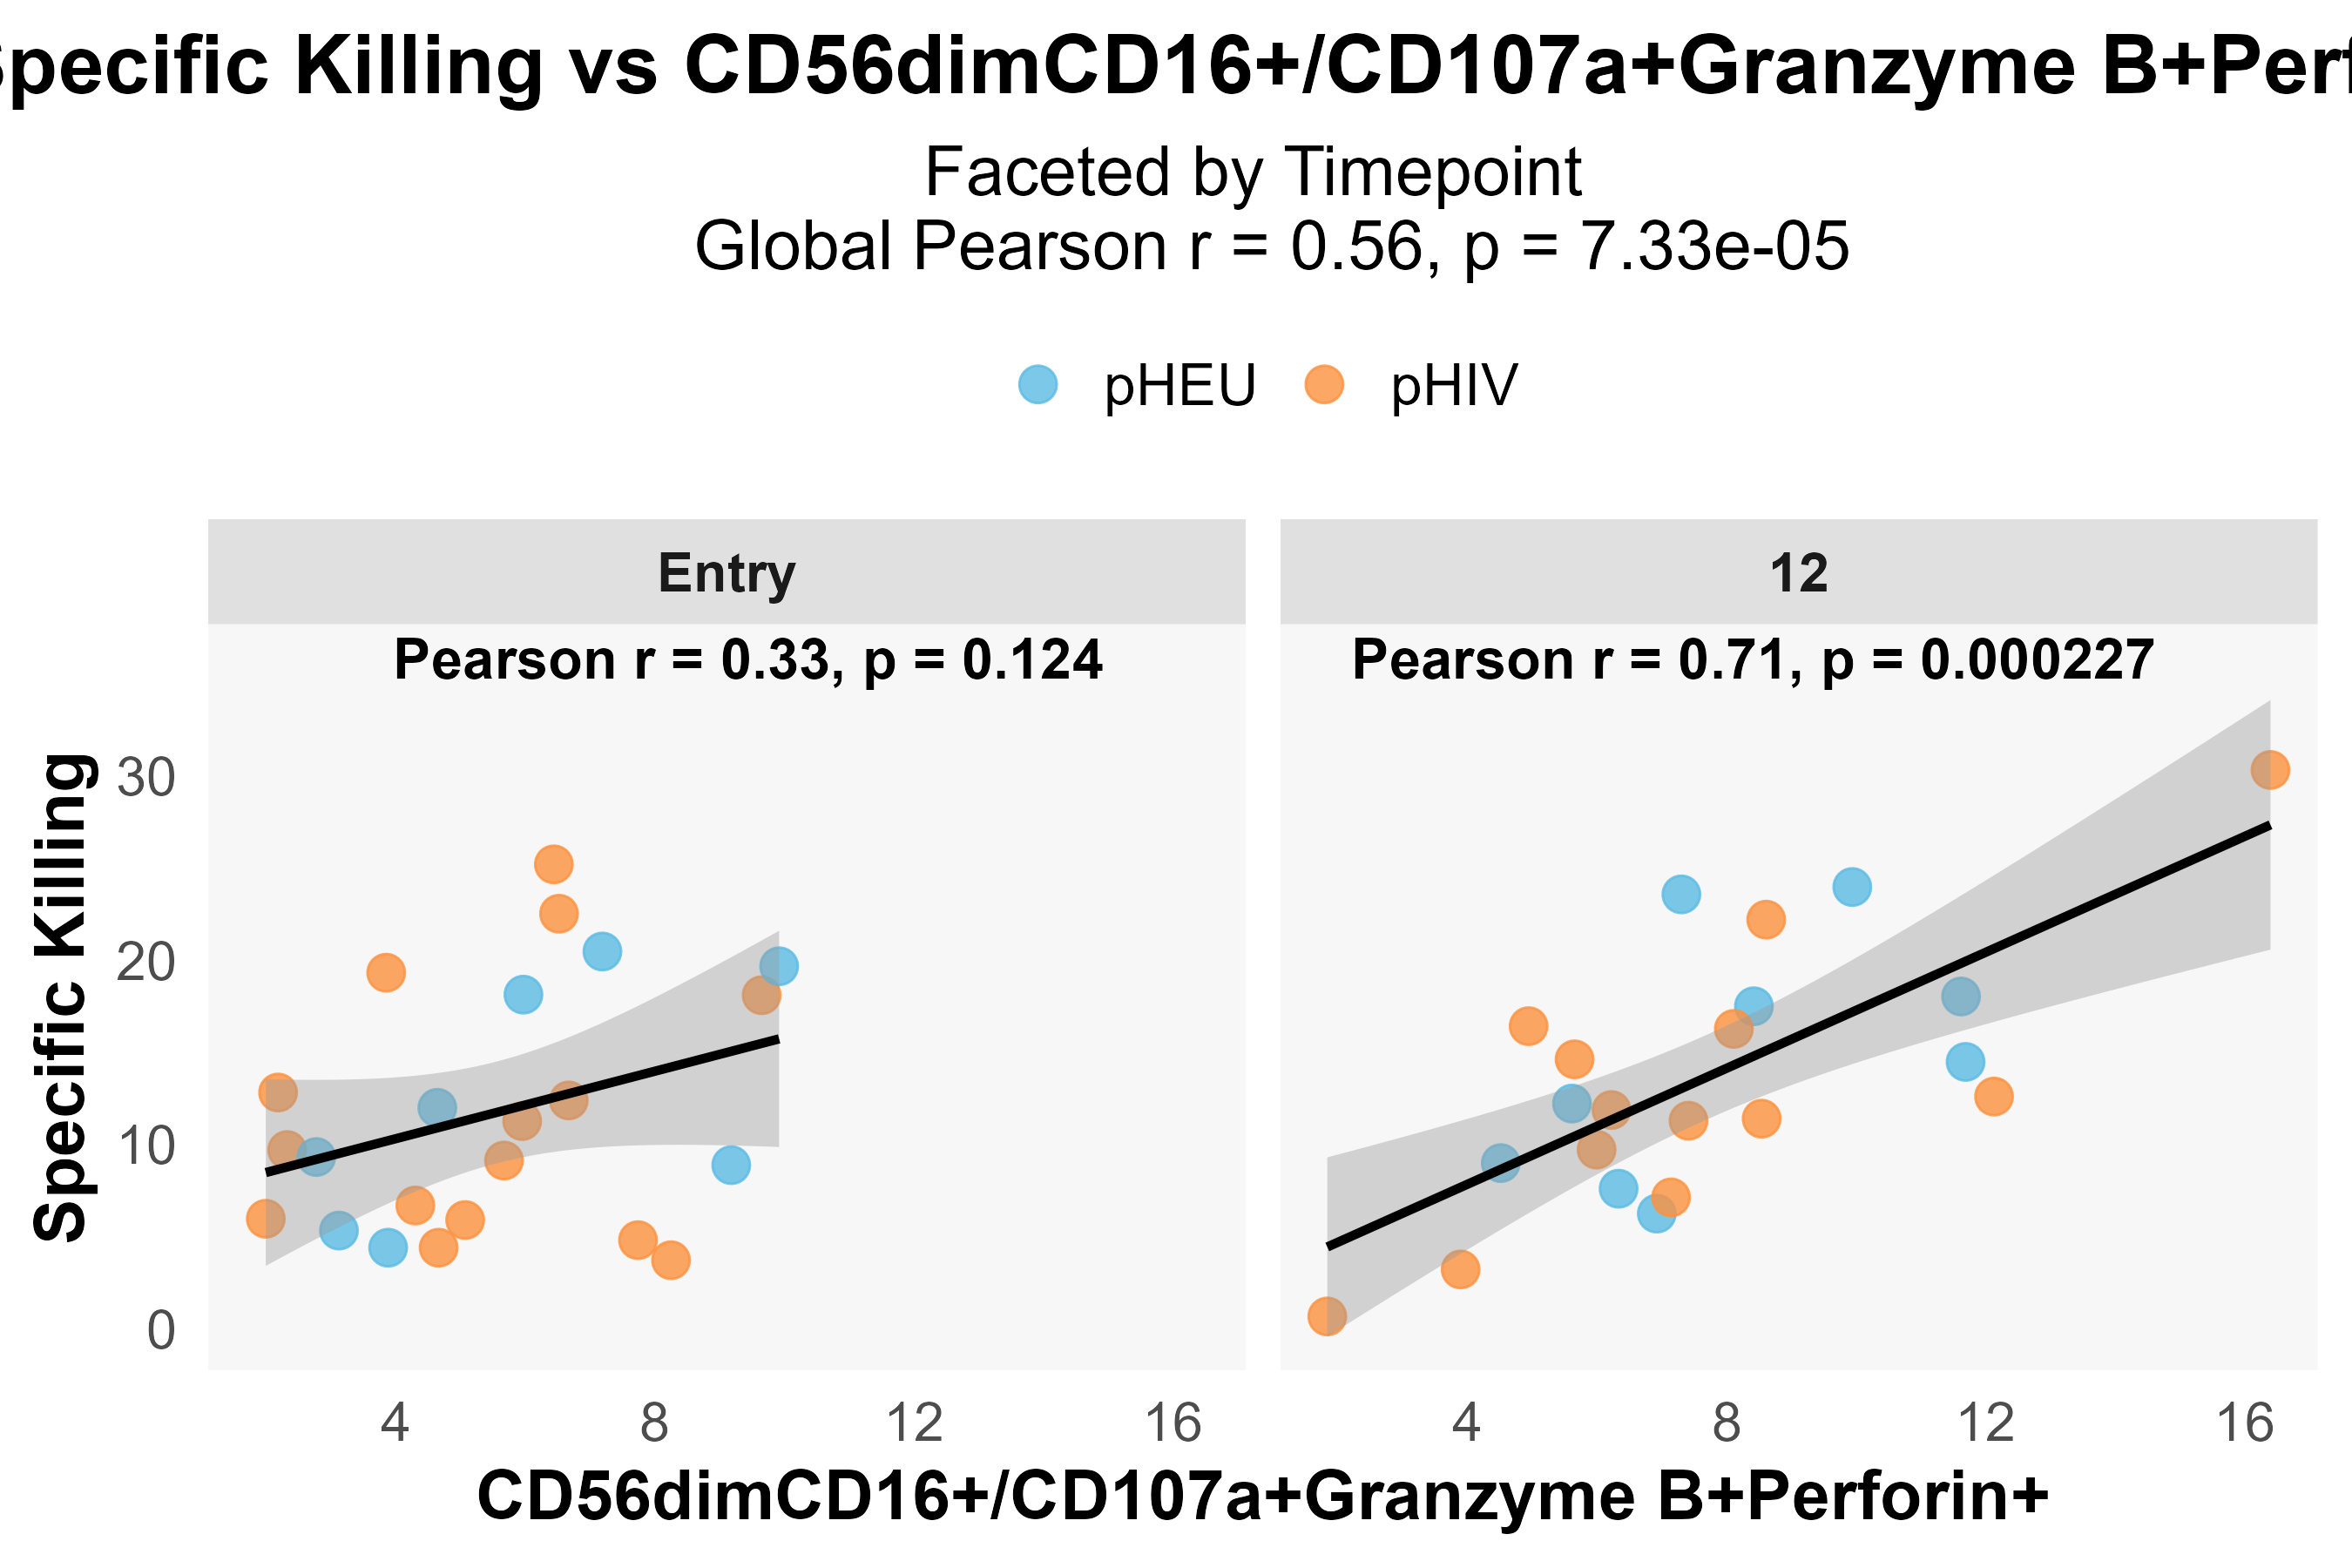 Specific Killing vs CD56dimCD16+/CD107a+Granzyme B+Perf
Faceted by Timepoint
Global Pearson r = 0.56, p = 7.33e-05
pHEU pHIV
Entry 12
Pearson r = 0.33, p = 0.124 Pearson r = 0.71, p = 0.000227
Specific Killing
30
20
10
0
4 8 12 16 4 8 12 16
CD56dimCD16+/CD107a+Granzyme B+Perforin+